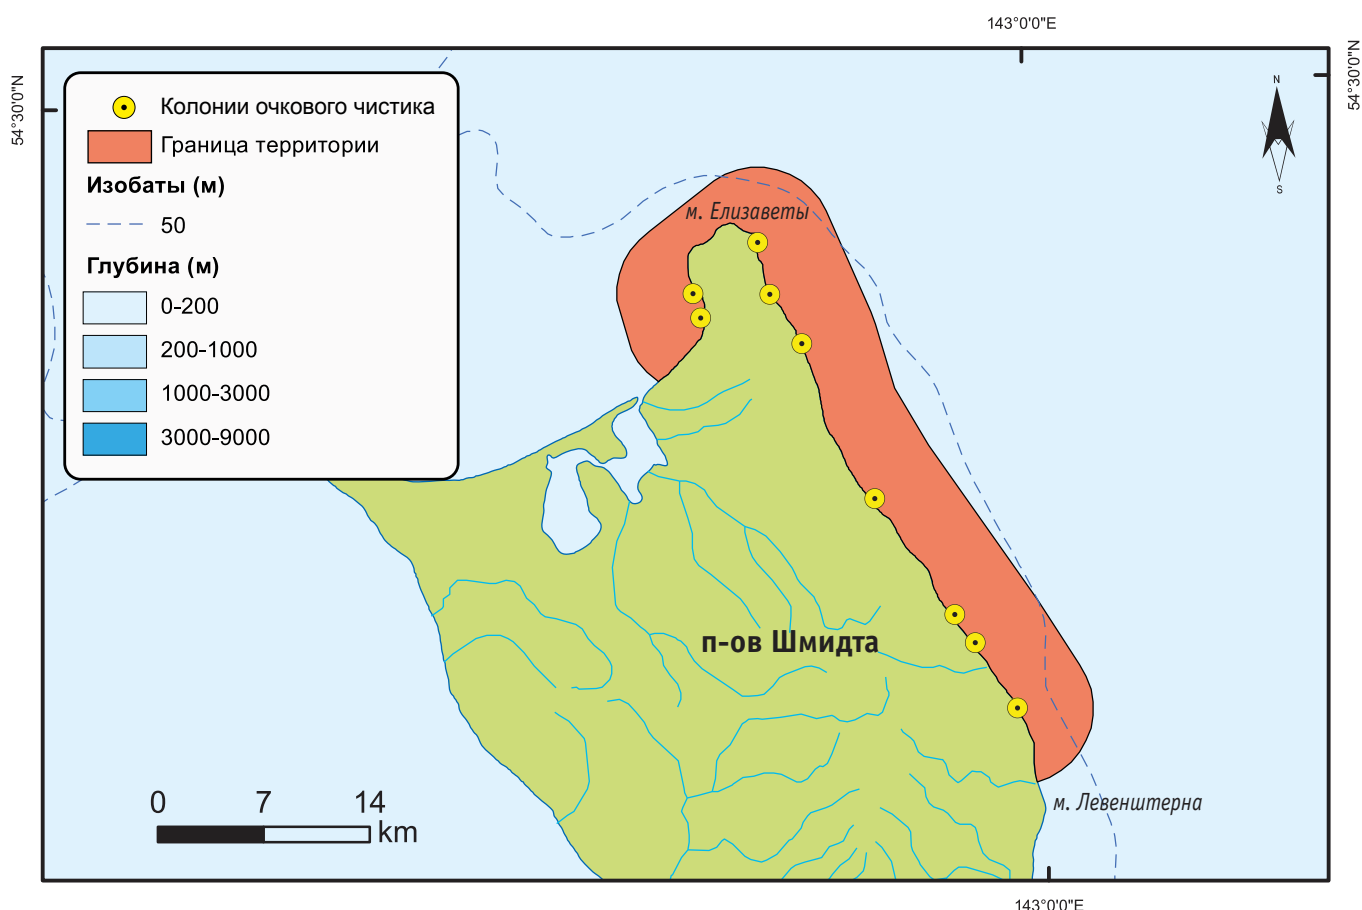 143°0'0"E
54°30'0"N
54°30'0"N
N
S
Колонии очкового чистика
Граница территории
Изобаты (м)
50
Глубина (м)
0-200
200-1000
1000-3000
3000-9000
м. Елизаветы
п-ов Шмидта
м. Левенштерна
0 7 14
km
143°0'0"E